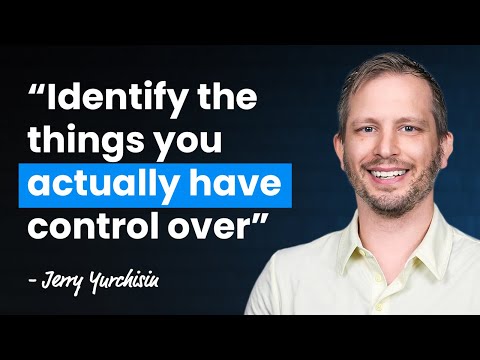 “Identify the
things you
actually have
control over”
- Jerry Yurchisin